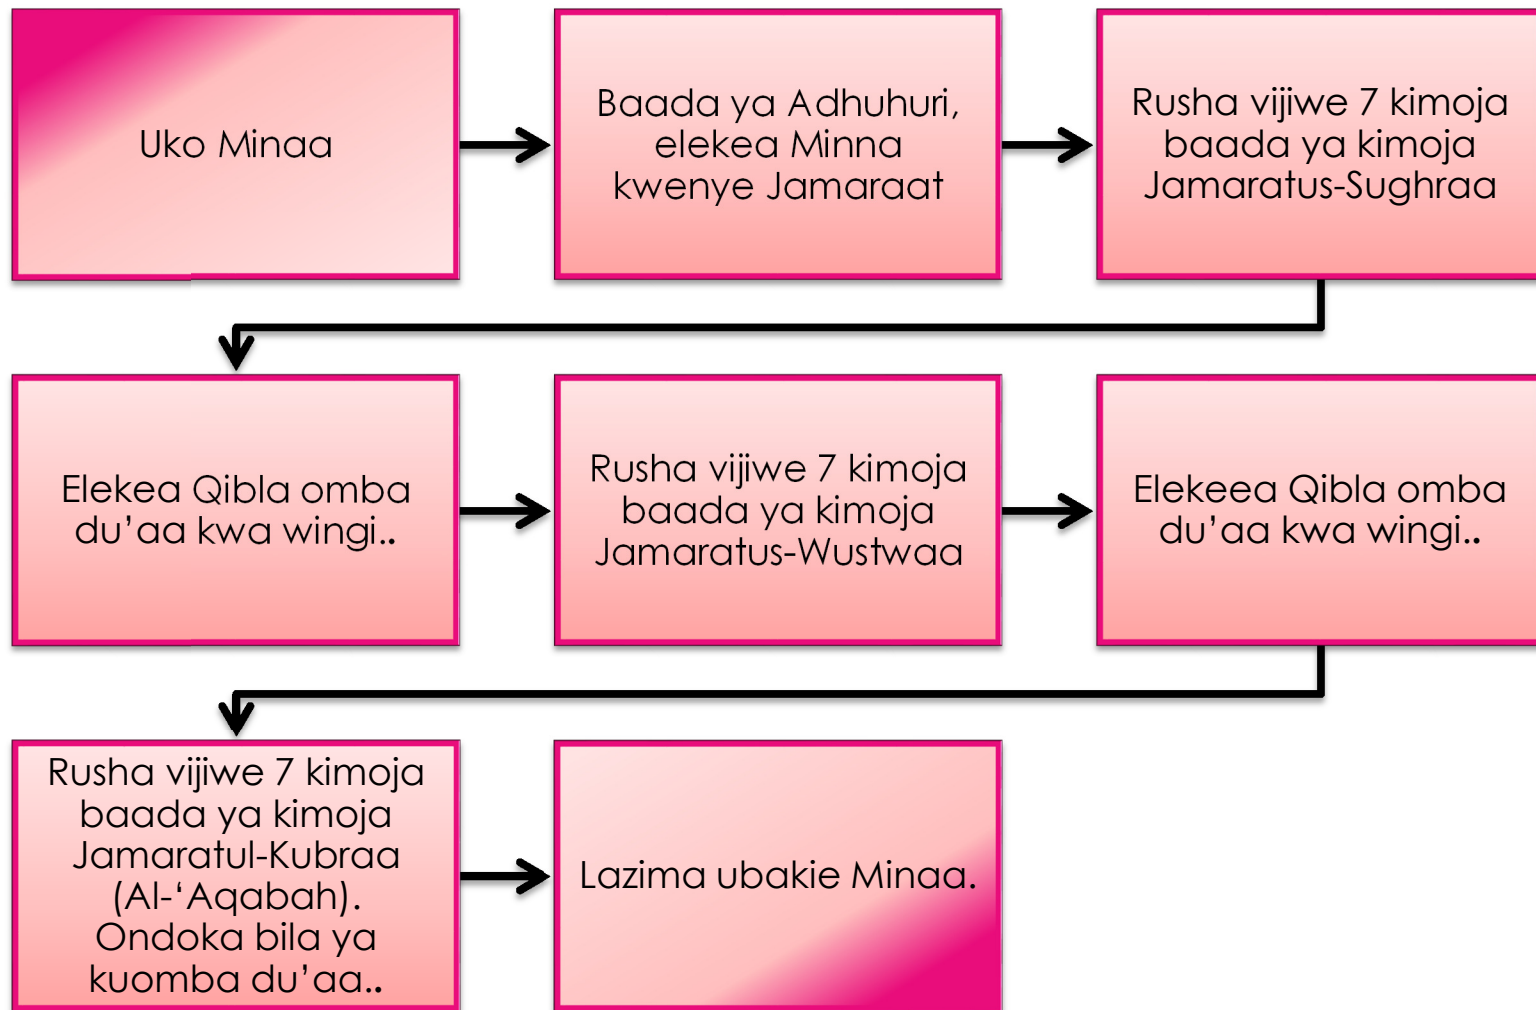 Uko Minaa
Baada ya Adhuhuri,
elekea Minna
kwenye Jamaraat
Rusha vijiwe 7 kimoja
baada ya kimoja
Jamaratus-Sughraa
Elekea Qibla omba
du’aa kwa wingi..
Rusha vijiwe 7 kimoja
baada ya kimoja
Jamaratus-Wustwaa
Elekeea Qibla omba
du’aa kwa wingi..
Rusha vijiwe 7 kimoja
baada ya kimoja
Jamaratul-Kubraa
(Al-‘Aqabah).
Ondoka bila ya
kuomba du’aa..
Lazima ubakie Minaa.